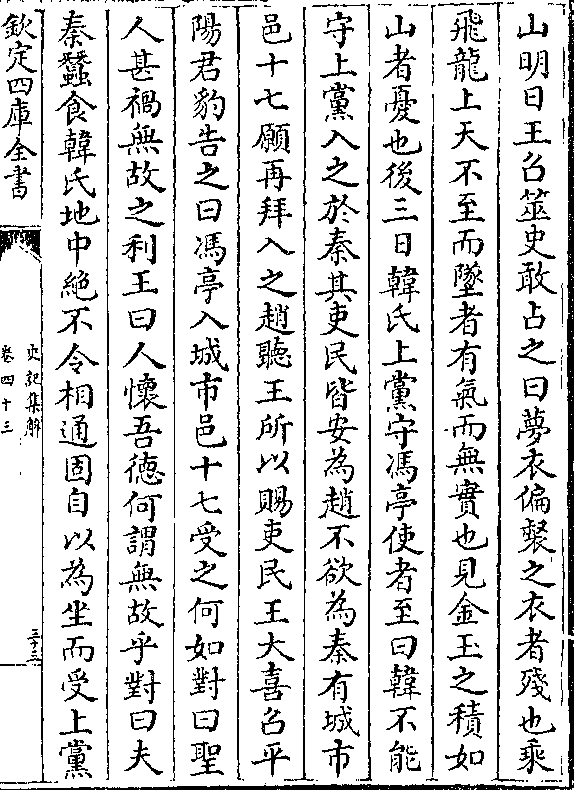 山明日王召筮史敢占之曰夢衣偏裻之衣者殘也乘
飛龍上天不至而墜者有氣而無實也見金玉之積如
山者憂也後三日韓氏上黨守馮亭使者至曰韓不能
守上黨入之於秦其吏民皆安為趙不欲為秦有城市
邑十七願再拜入之趙聽王所以賜吏民王大喜召平
陽君豹告之曰馮亭入城市邑十七受之何如對曰聖
人甚禍無故之利王曰人懷吾德何謂無故乎對曰夫
秦蠶食韓氏地中絶不令相通固自以為坐而受上黨
欽定四庫全書
史記集解
卷四十三
三十三